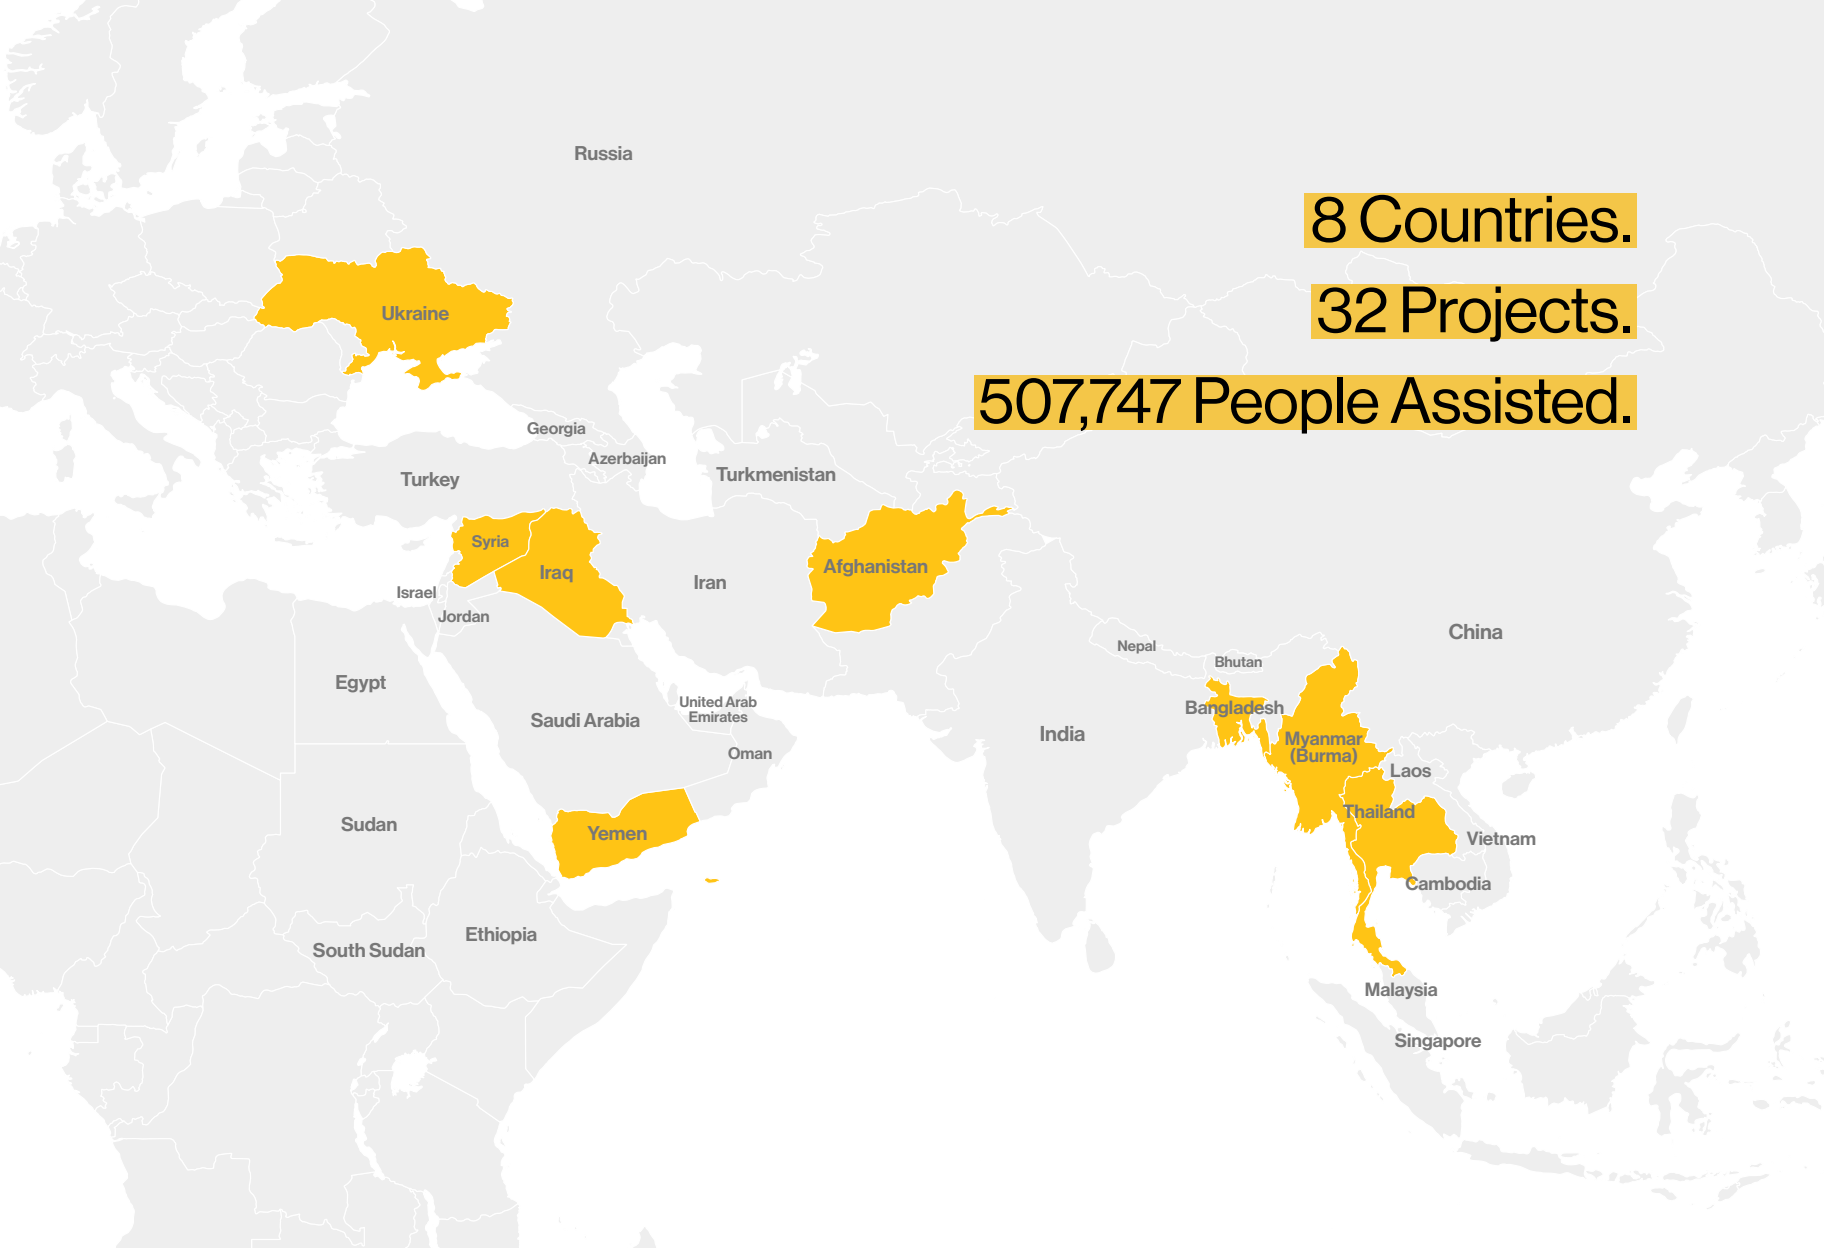 Russia
8 Countries.
32 Projects.
507,747 People Assisted.
Ukraine
Georgia
Azerbaijan
Turkey
Turkmenistan
Syria
Iraq
Afghanistan
Iran
Israel
Jordan
China
Nepal
Bhutan
Egypt
Saudi Arabia
United Arab
Emirates
Bangladesh
India
Myanmar
(Burma)
Oman
Laos
Thailand
Sudan
Yemen
Vietnam
Cambodia
Ethiopia
South Sudan
Malaysia
Singapore